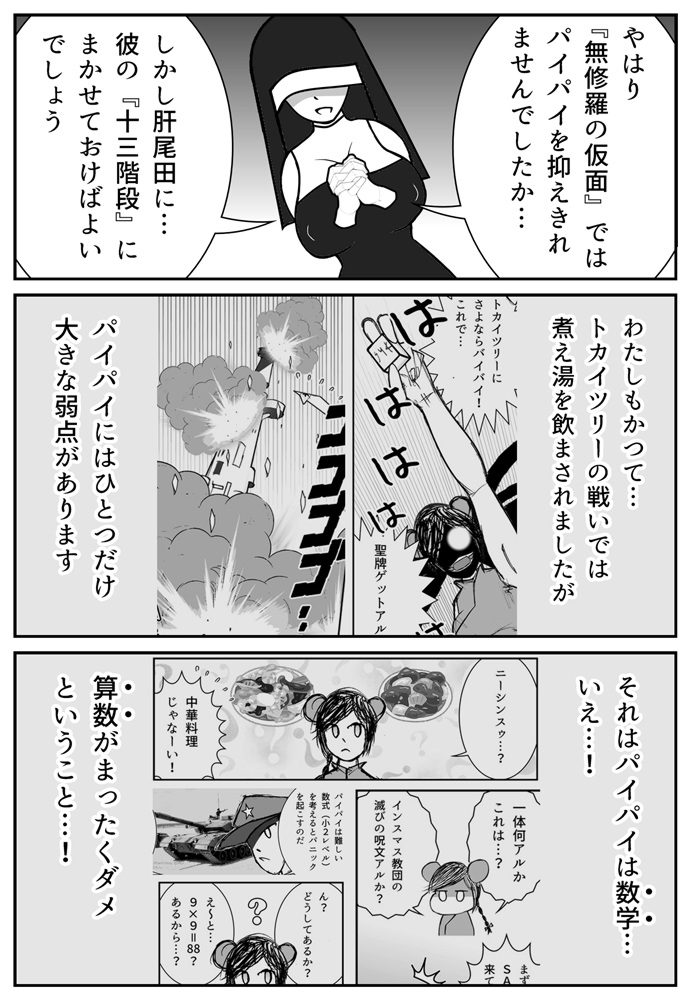 やはり
『無修羅の仮面』では
パイパイを抑えきれ
ませんでしたか…
しかし肝尾田に…
彼の『十三階段』に
まかせておけばよい
でしょう
わたしもかつて…
トカイツリーの戦いでは
煮え湯を飲まされましたが
トカイツリーに
さよならバイバイ!
これで…
は
は
は
は
は
聖牌ゲットアル
パイパイにはひとつだけ
大きな弱点があります
それはパイパイは数学…
いえ…!
ニーシンスゥ…?
中華料理
じゃなーい!
一体何アルか
これは…?
インスマス教団の
滅びの呪文アルか?
パイパイは難しい
数式(小2レベル)
を考えるとパニック
を起こすのだ
ん?
どうしてあるか?
?
え〜と…
9×9=88?
あるから…?
まず
SA
来て
算数がまったくダメ
ということ…!